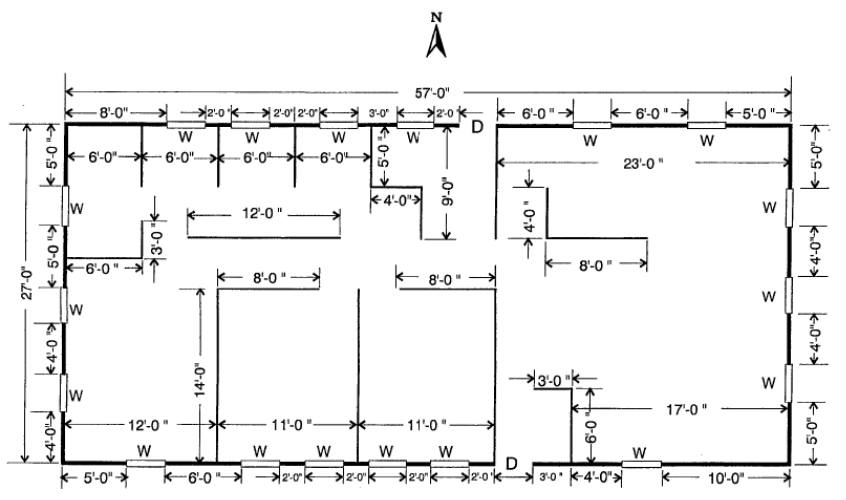 N
57'-0"
8'-0" 2'-0" 2'-0" 2'-0" 3'-0" 2'-0 6'-0" 6'-0" 5'-0"
D
W W W W W W
5'-0" 6'-0" 6'-0" 6'-0" 6'-0" 5'-0" 9'-0" 23'-0" 5'-0"
W 12'-0" 4'-0" 4'-0" W
3'-0"
27'-0" 5'-0" 6'-0" 8'-0" 8'-0" 8'-0" 4'-0"
W W
4'-0" 14'-0" 4'-0"
W 3'-0" W
4'-0" 12'-0" 11'-0" 11'-0" 6'-0" 17'-0" 5'-0"
W W W W W D W
5'-0" 6'-0" 2'-0" 2'-0" 2'-0" 2'-0 3'-0" 4'-0" 10'-0"